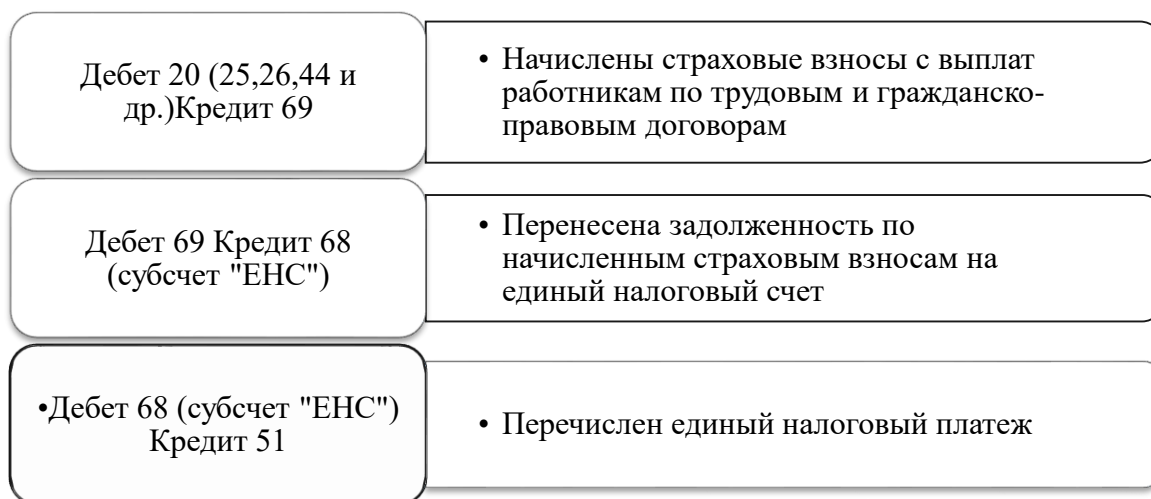 Дебет 20 (25,26,44 и
др.)Кредит 69
• Начислены страховые взносы с выплат
работникам по трудовым и гражданско-
правовым договорам
Дебет 69 Кредит 68
(субсчет "ЕНС")
• Перенесена задолженность по
начисленным страховым взносам на
единый налоговый счет
•Дебет 68 (субсчет "ЕНС")
Кредит 51
• Перечислен единый налоговый платеж